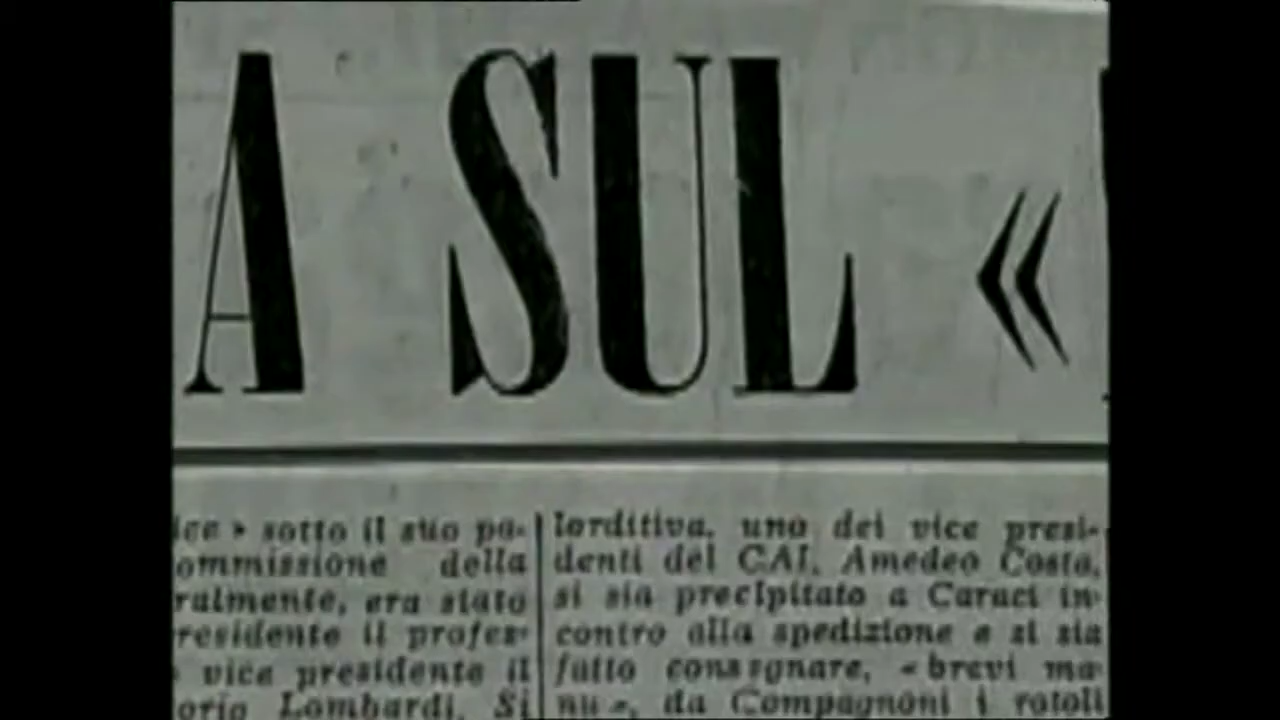 A SUL «
ice » sotto il suo pa-
ommissione della
ralmente, era stato
residente il profes-
vice presidente il
orio Lombardi. Si
lorditiva, uno dei vice presi-
denti del CAI, Amedeo Costa,
si sia precipitato a Caraci in-
contro alla spedizione e si sia
fatto consegnare, « brevi ma-
nu », da Compagnoni i rotoli